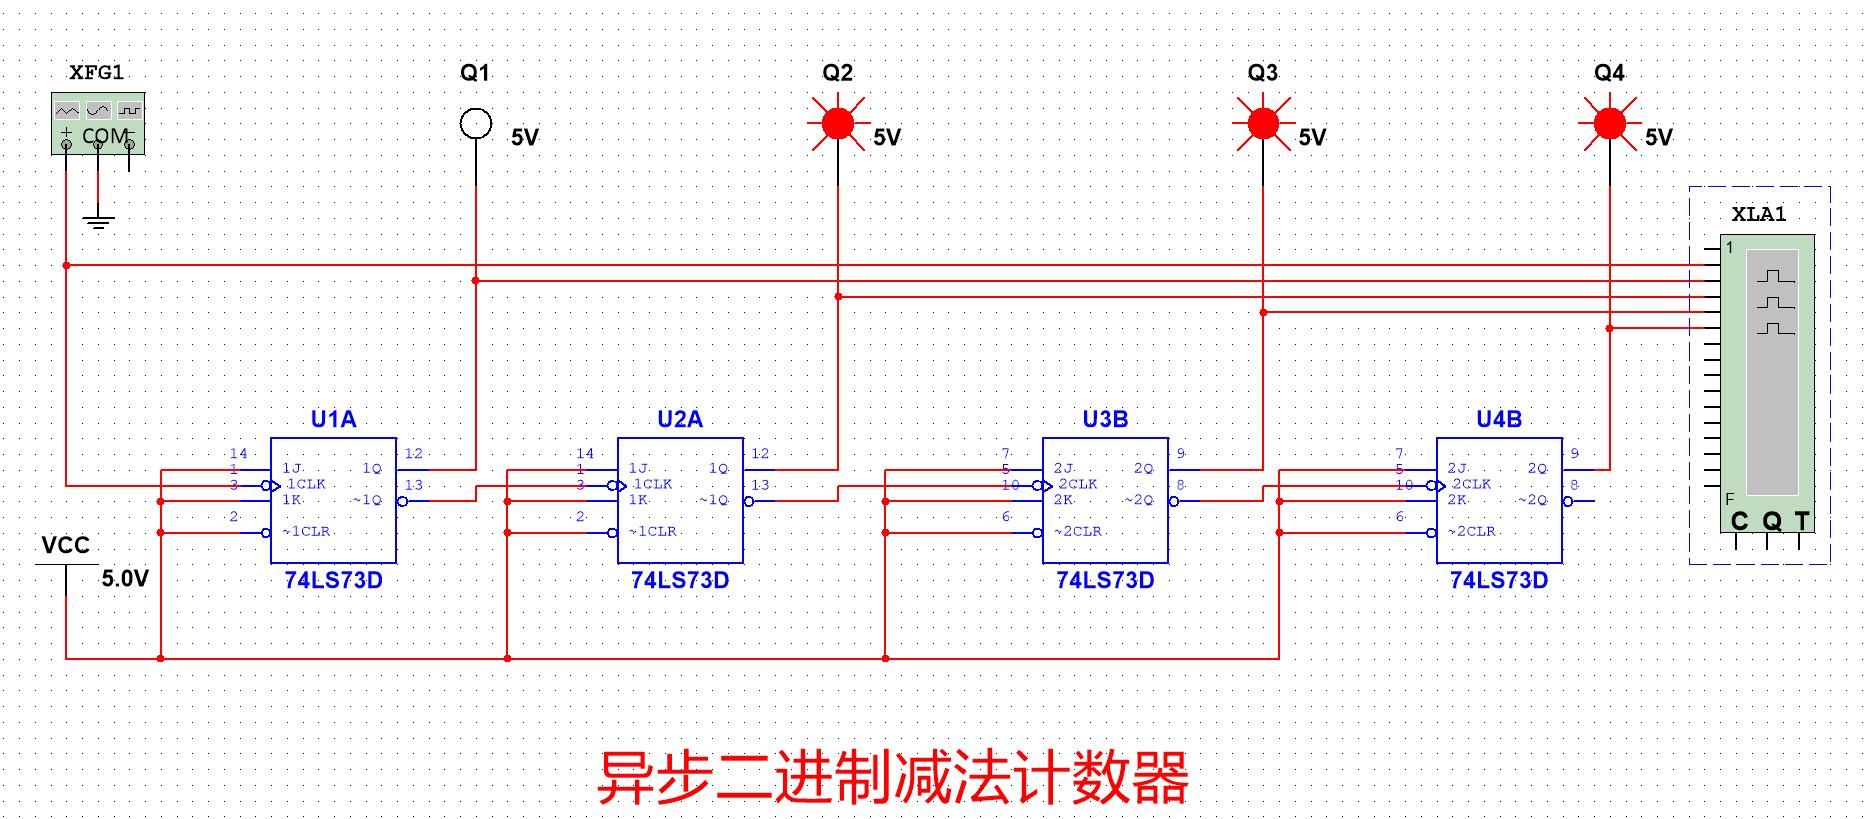 XFG1
COM
Q1
5V
Q2
5V
Q3
5V
Q4
5V
XLA1
1
F
C Q T
VCC
5.0V
U1A
14
1
3
2
1J
1CLK
1K
~1CLR
1Q
~1Q
12
13
74LS73D
U2A
14
1
3
2
1J
1CLK
1K
~1CLR
1Q
~1Q
12
13
74LS73D
U3B
7
5
10
6
2J
2CLK
2K
~2CLR
2Q
~2Q
9
8
74LS73D
U4B
7
5
10
6
2J
2CLK
2K
~2CLR
2Q
~2Q
9
8
74LS73D
异步二进制减法计数器